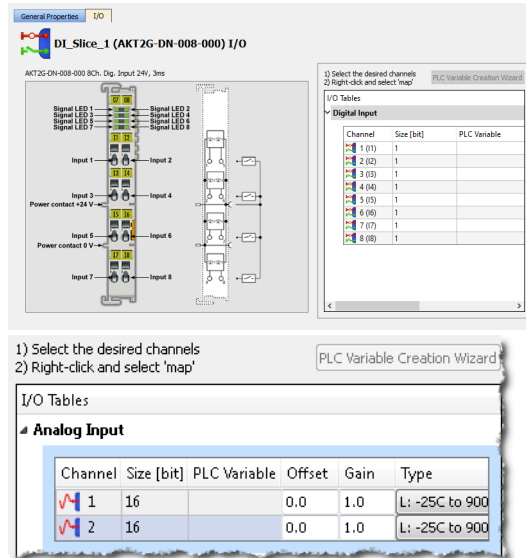 General Properties I/O
DI_Slice_1 (AKT2G-DN-008-000) I/O
AKT2G-DN-008-000 8Ch. Dig. Input 24V, 3ms
Signal LED 1 Signal LED 2
Signal LED 3 Signal LED 4
Signal LED 5 Signal LED 6
Signal LED 7 Signal LED 8
Input 1 Input 2
Input 3 Input 4
Power contact +24 V
Input 5 Input 6
Power contact 0 V
Input 7 Input 8
1) Select the desired channels
2) Right-click and select 'map'
PLC Variable Creation Wizard
I/O Tables
Digital Input
Channel Size [bit] PLC Variable
1 (I1) 1
2 (I2) 1
3 (I3) 1
4 (I4) 1
5 (I5) 1
6 (I6) 1
7 (I7) 1
8 (I8) 1
1) Select the desired channels
2) Right-click and select 'map'
PLC Variable Creation Wizard
I/O Tables
Analog Input
Channel Size [bit] PLC Variable Offset Gain Type
1 16 0.0 1.0 L: -25C to 900
2 16 0.0 1.0 L: -25C to 900